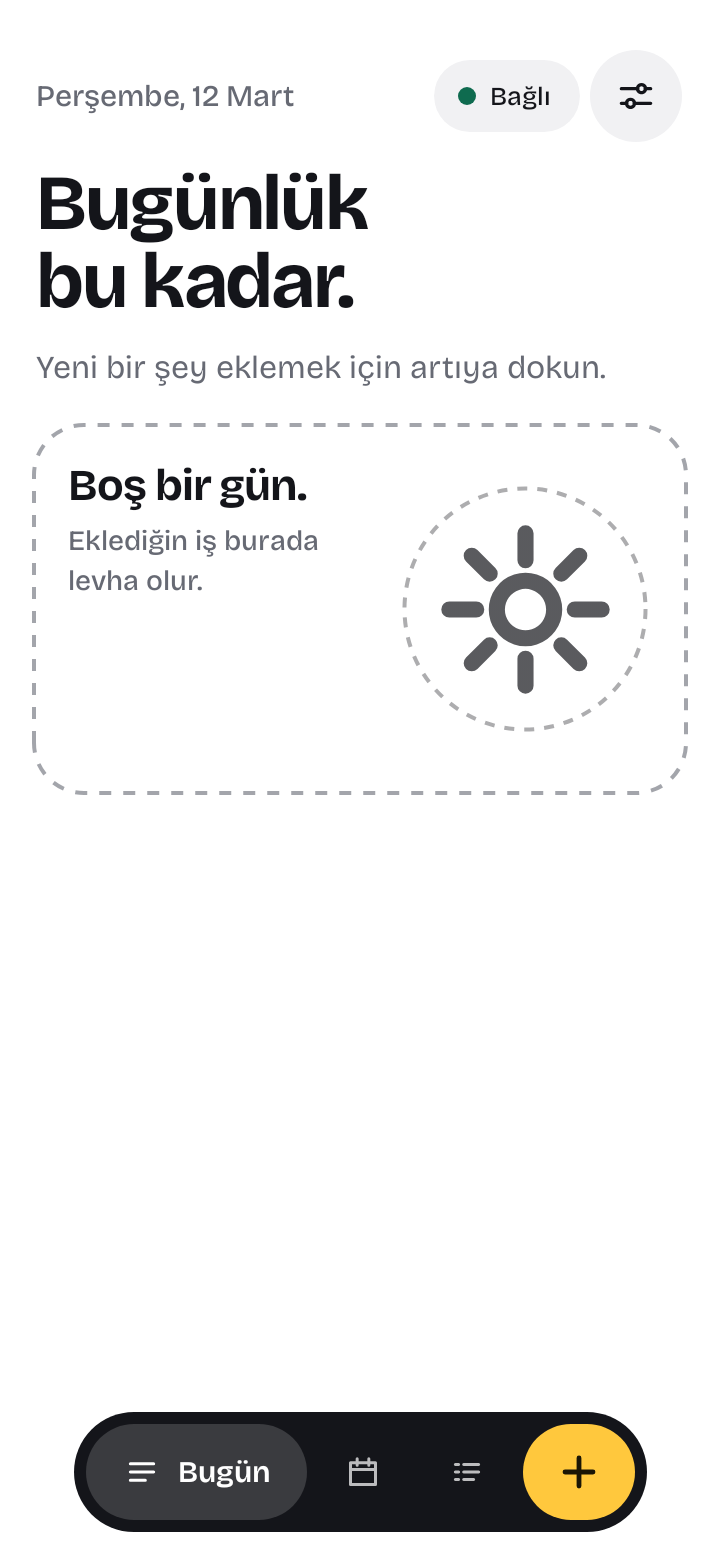 Perşembe, 12 Mart
Bağlı
Bugünlük
bu kadar.
Yeni bir şey eklemek için artıya dokun.
Boş bir gün.
Eklediğin iş burada
levha olur.
Bugün